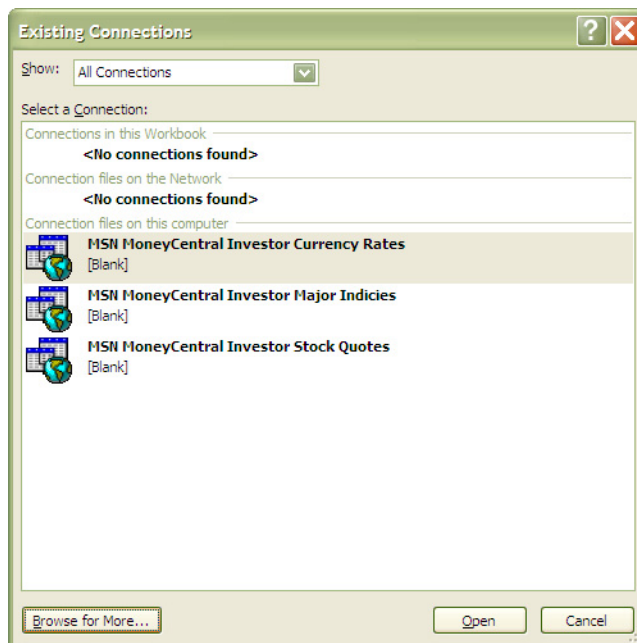 Existing Connections
?
Show: All Connections
Select a Connection:
Connections in this Workbook
<No connections found>
Connection files on the Network
<No connections found>
Connection files on this computer
MSN MoneyCentral Investor Currency Rates
[Blank]
MSN MoneyCentral Investor Major Indicies
[Blank]
MSN MoneyCentral Investor Stock Quotes
[Blank]
Browse for More... Open Cancel